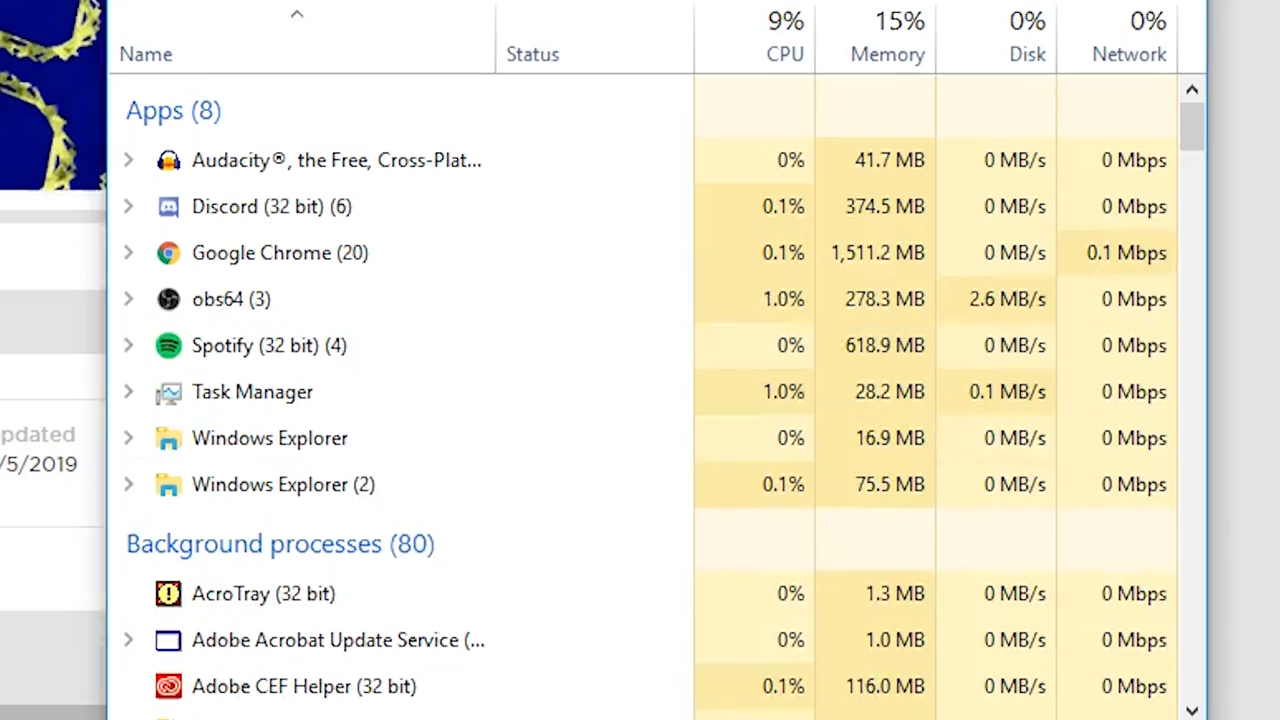 9% 15% 0% 0%
Name Status CPU Memory Disk Network
Apps (8)
Audacity®, the Free, Cross-Plat... 0% 41.7 MB 0 MB/s 0 Mbps
Discord (32 bit) (6) 0.1% 374.5 MB 0 MB/s 0 Mbps
Google Chrome (20) 0.1% 1,511.2 MB 0 MB/s 0.1 Mbps
obs64 (3) 1.0% 278.3 MB 2.6 MB/s 0 Mbps
Spotify (32 bit) (4) 0% 618.9 MB 0 MB/s 0 Mbps
Task Manager 1.0% 28.2 MB 0.1 MB/s 0 Mbps
pdated
Windows Explorer 0% 16.9 MB 0 MB/s 0 Mbps
/5/2019
Windows Explorer (2) 0.1% 75.5 MB 0 MB/s 0 Mbps
Background processes (80)
AcroTray (32 bit) 0% 1.3 MB 0 MB/s 0 Mbps
Adobe Acrobat Update Service (... 0% 1.0 MB 0 MB/s 0 Mbps
Adobe CEF Helper (32 bit) 0.1% 116.0 MB 0 MB/s 0 Mbps